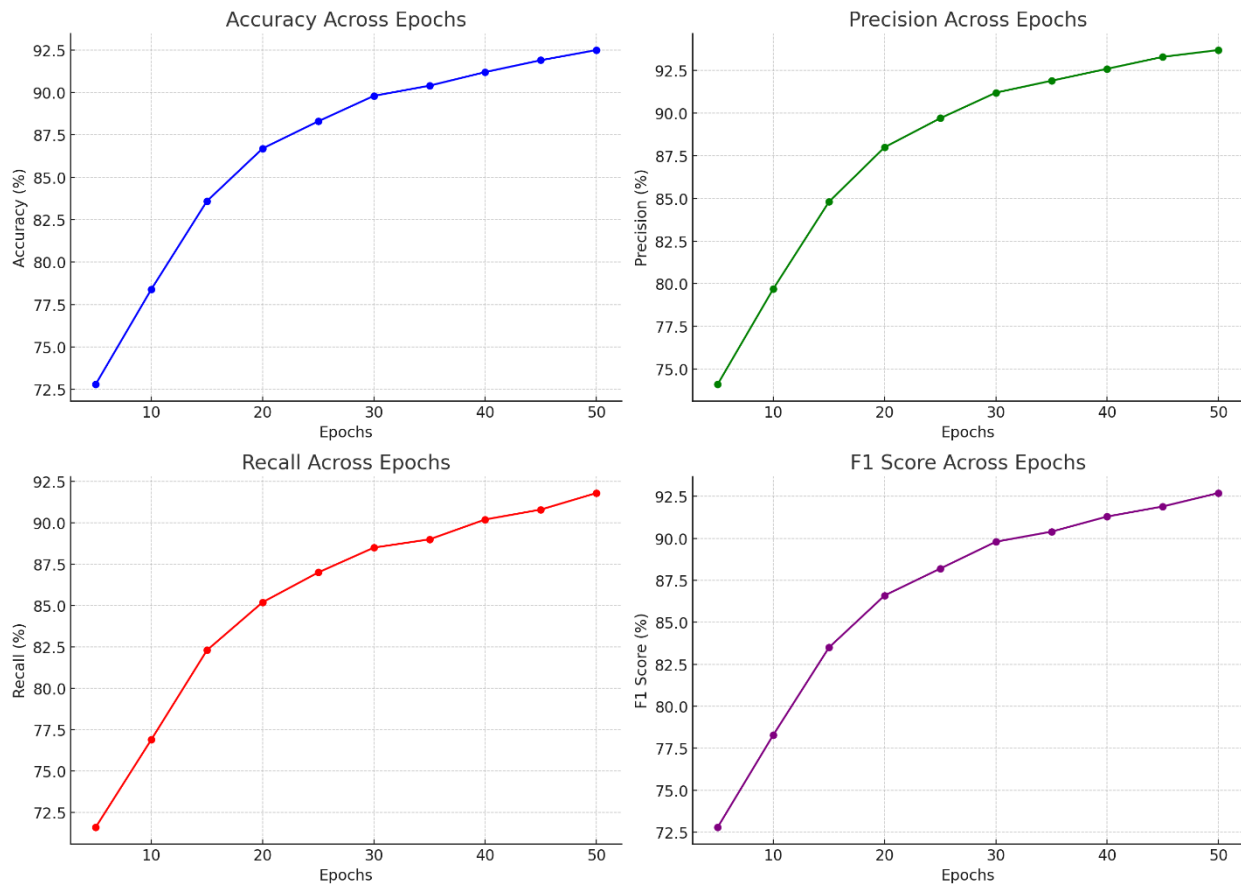 Accuracy Across Epochs
92.5
90.0
87.5
85.0
82.5
80.0
77.5
75.0
72.5
Accuracy (%)
10 20 30 40 50
Epochs
Precision Across Epochs
92.5
90.0
87.5
85.0
82.5
80.0
77.5
75.0
Precision (%)
10 20 30 40 50
Epochs
Recall Across Epochs
92.5
90.0
87.5
85.0
82.5
80.0
77.5
75.0
72.5
Recall (%)
10 20 30 40 50
Epochs
F1 Score Across Epochs
92.5
90.0
87.5
85.0
82.5
80.0
77.5
75.0
72.5
F1 Score (%)
10 20 30 40 50
Epochs